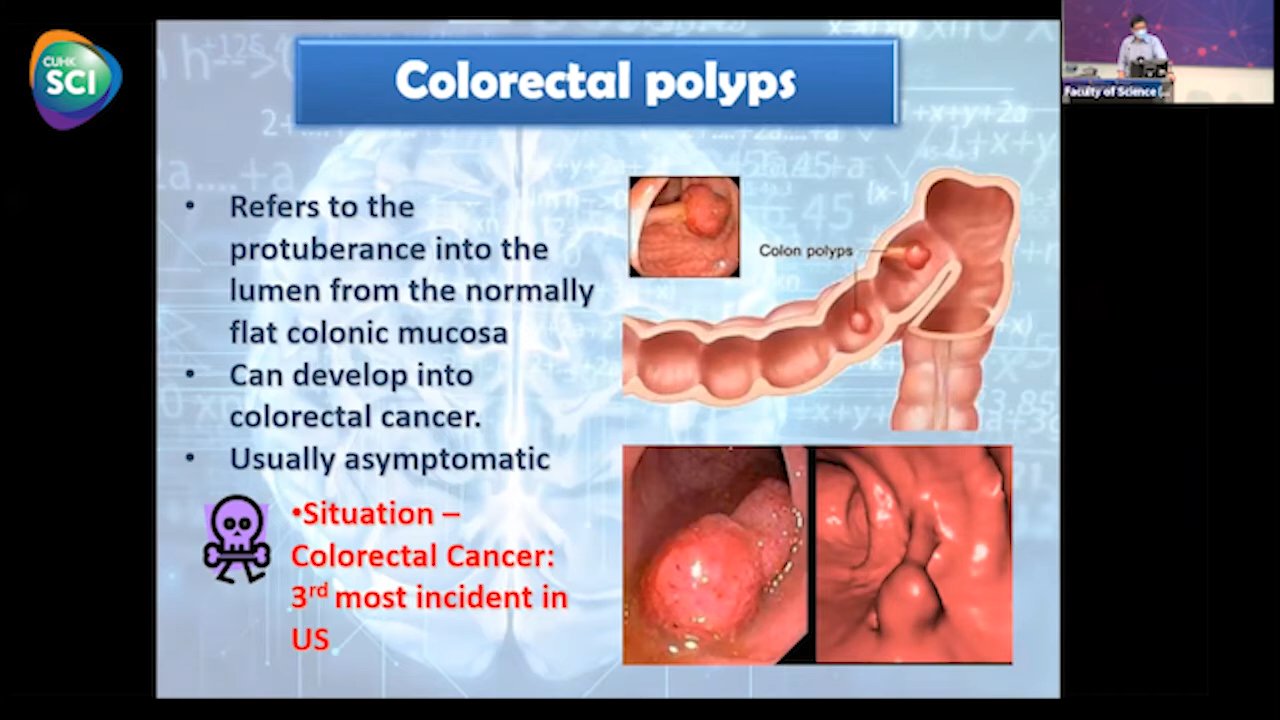 CUHK
SCI
Colorectal polyps
Faculty of Science (...
• Refers to the
protuberance into the
lumen from the normally
flat colonic mucosa
• Can develop into
colorectal cancer.
• Usually asymptomatic
•Situation –
Colorectal Cancer:
3rd most incident in
US
Colon polyps